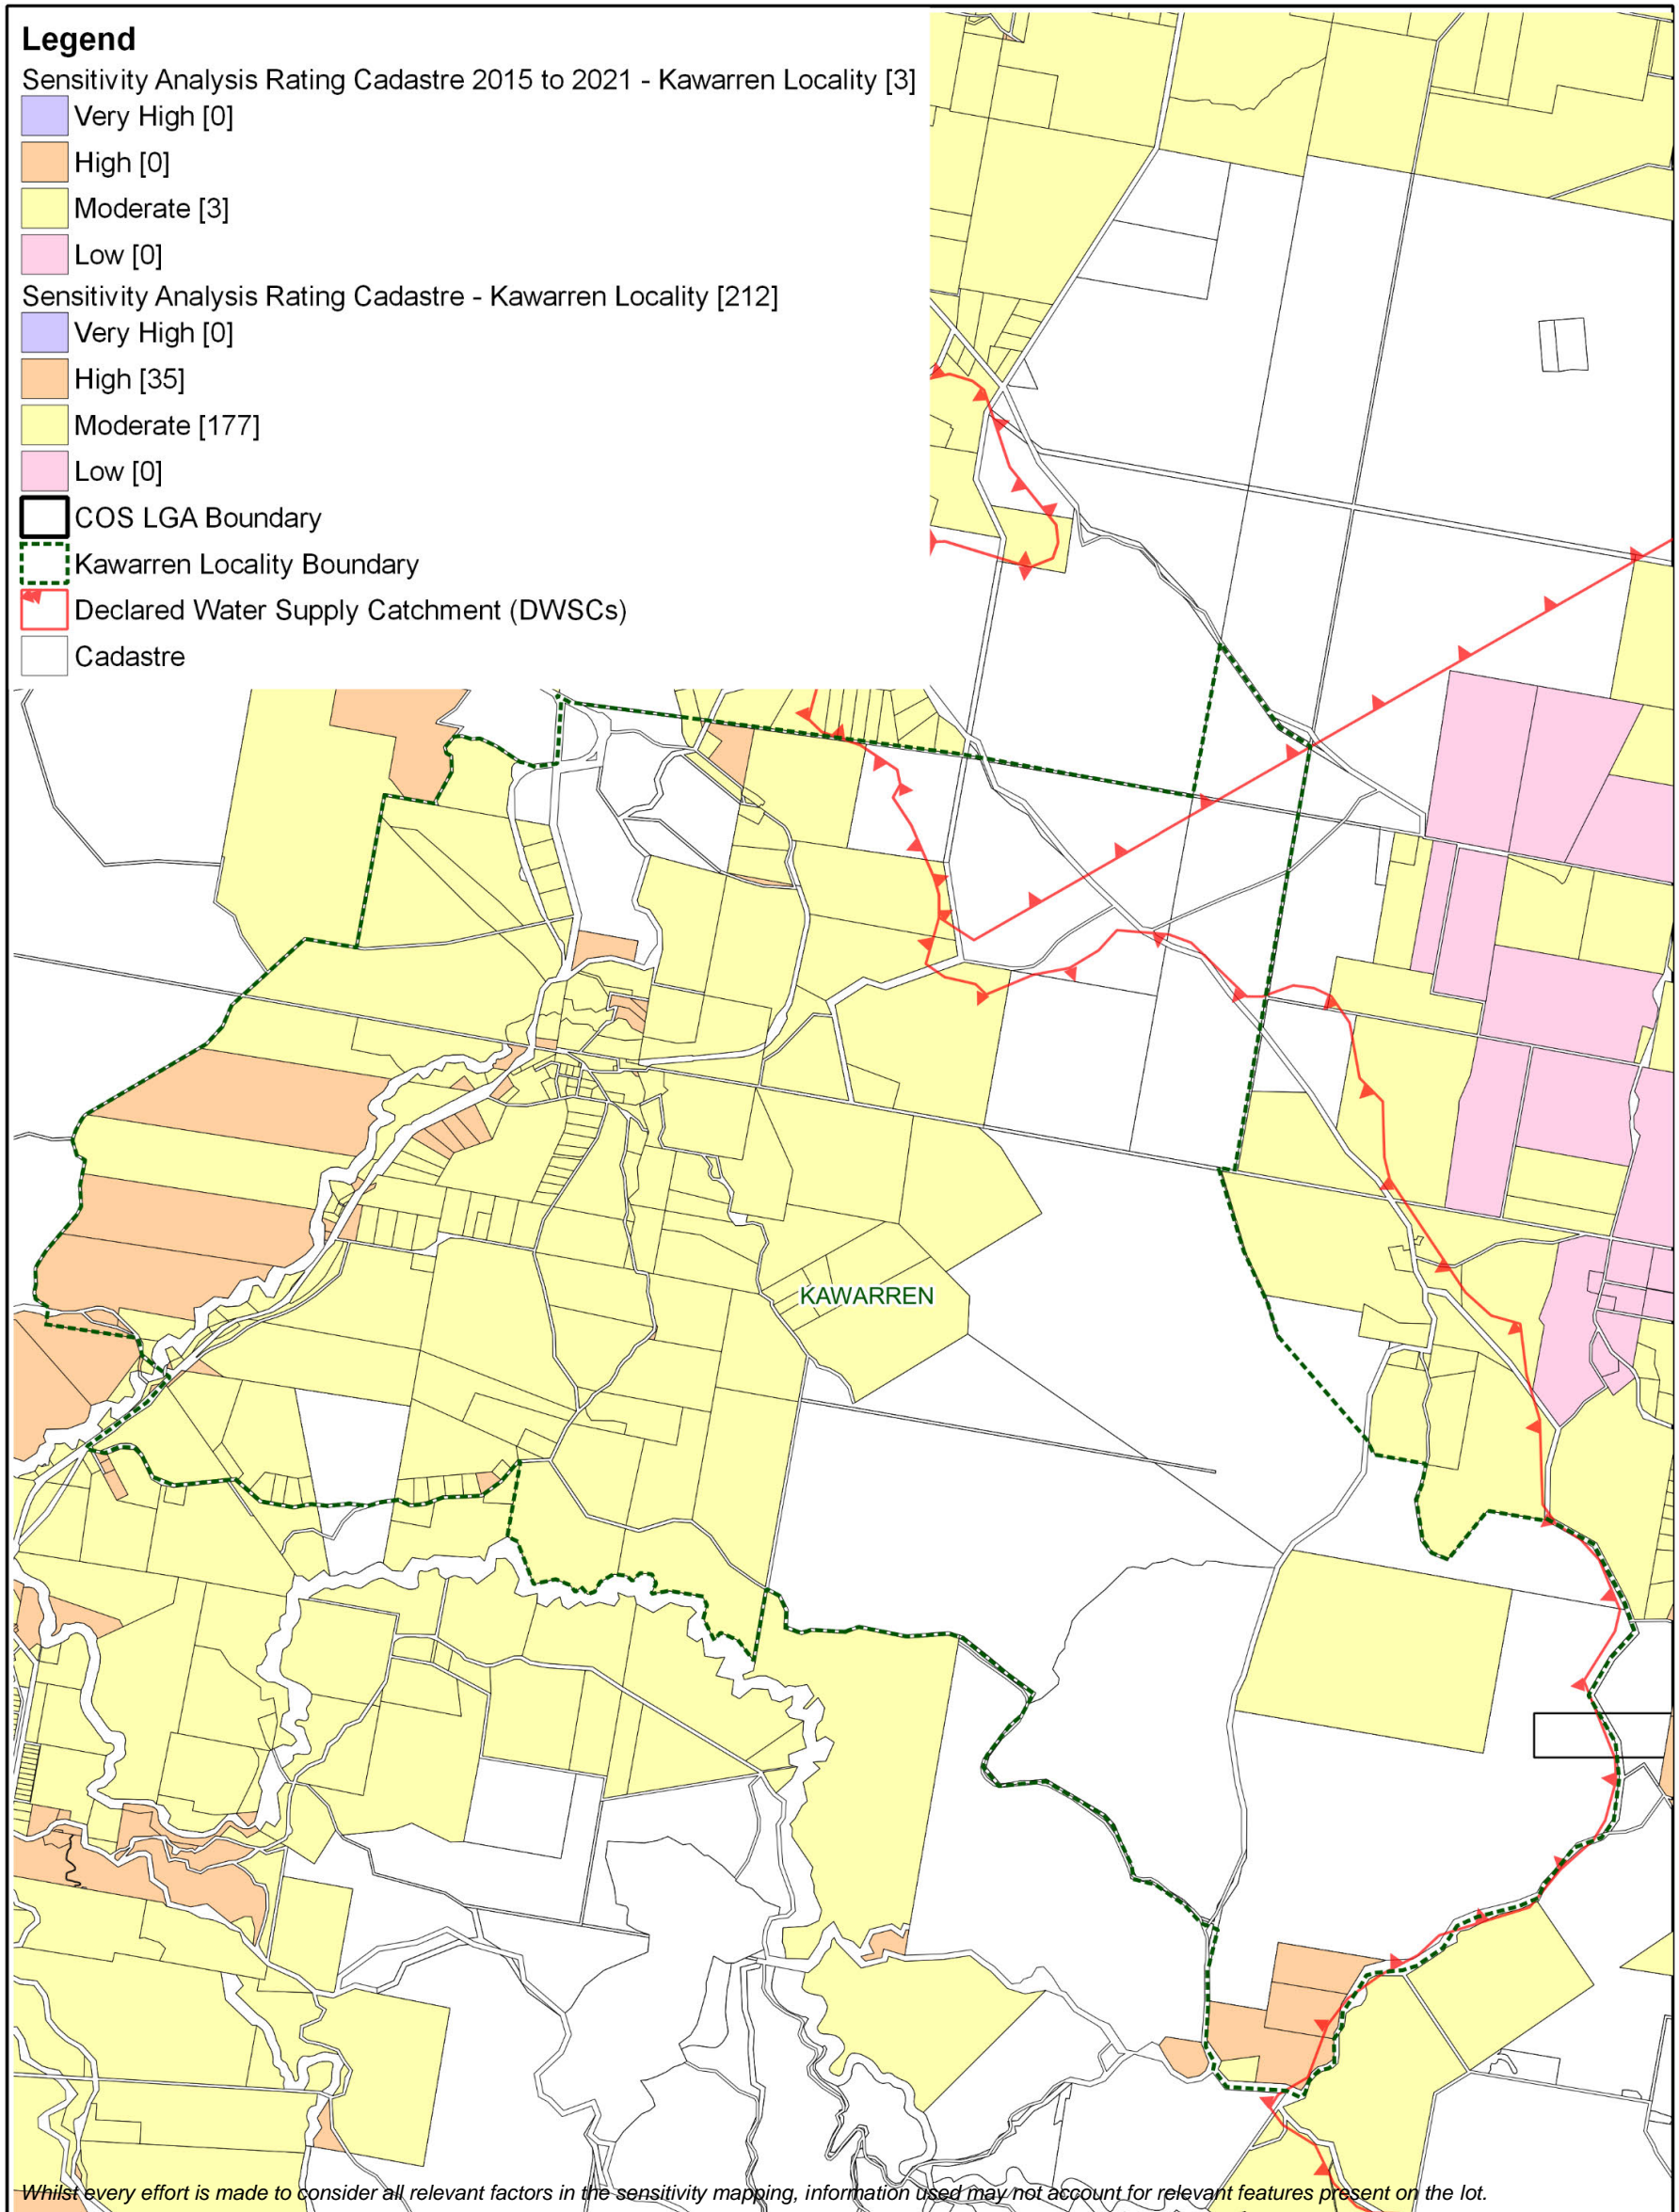 Legend
Sensitivity Analysis Rating Cadastre 2015 to 2021 - Kawarren Locality [3]
Very High [0]
High [0]
Moderate [3]
Low [0]
Sensitivity Analysis Rating Cadastre - Kawarren Locality [212]
Very High [0]
High [35]
Moderate [177]
Low [0]
COS LGA Boundary
Kawarren Locality Boundary
Declared Water Supply Catchment (DWSCs)
Cadastre
KAWARREN
Whilst every effort is made to consider all relevant factors in the sensitivity mapping, information used may not account for relevant features present on the lot.